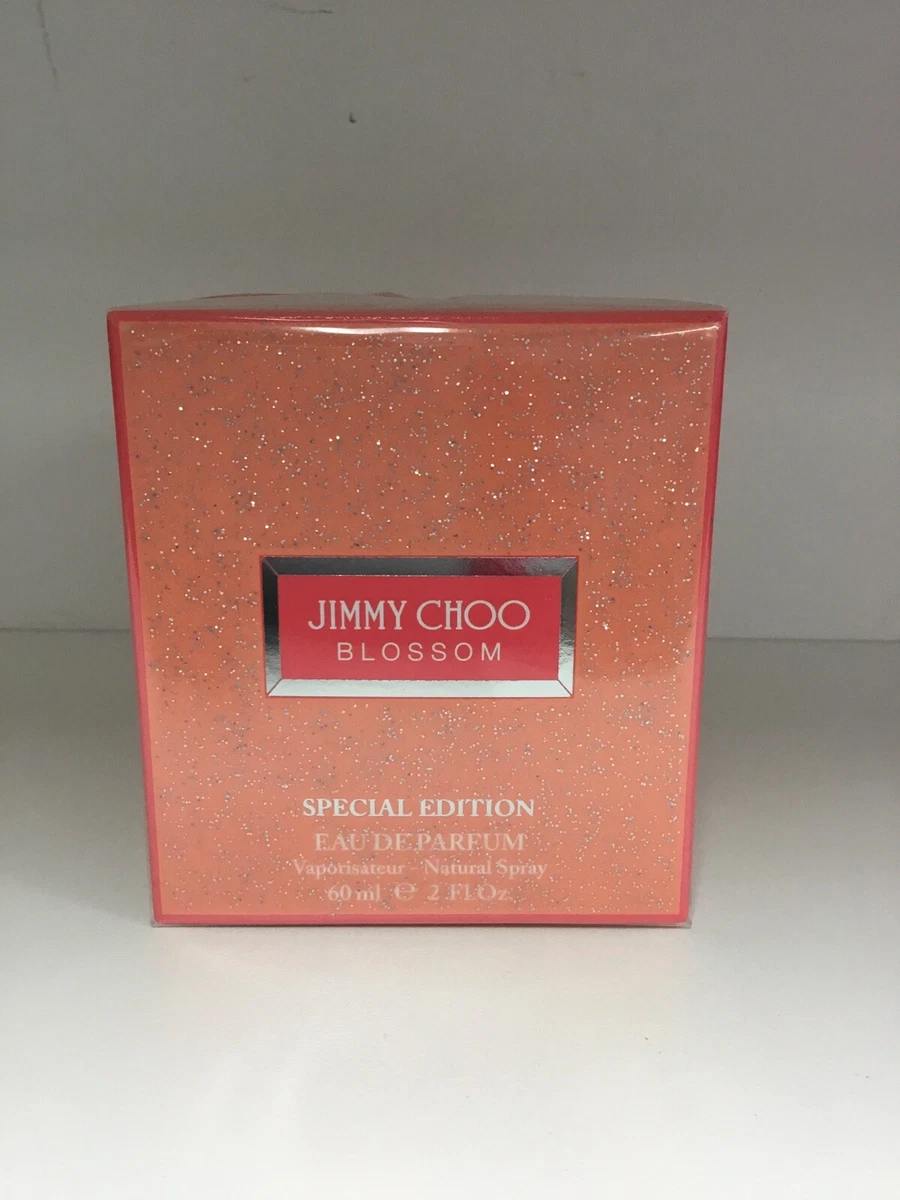 JIMMY CHOO
BLOSSOM
SPECIAL EDITION
EAU DE PARFUM
Vaporisateur Natural Spray
60 ml ℮ 2 Fl.Oz.